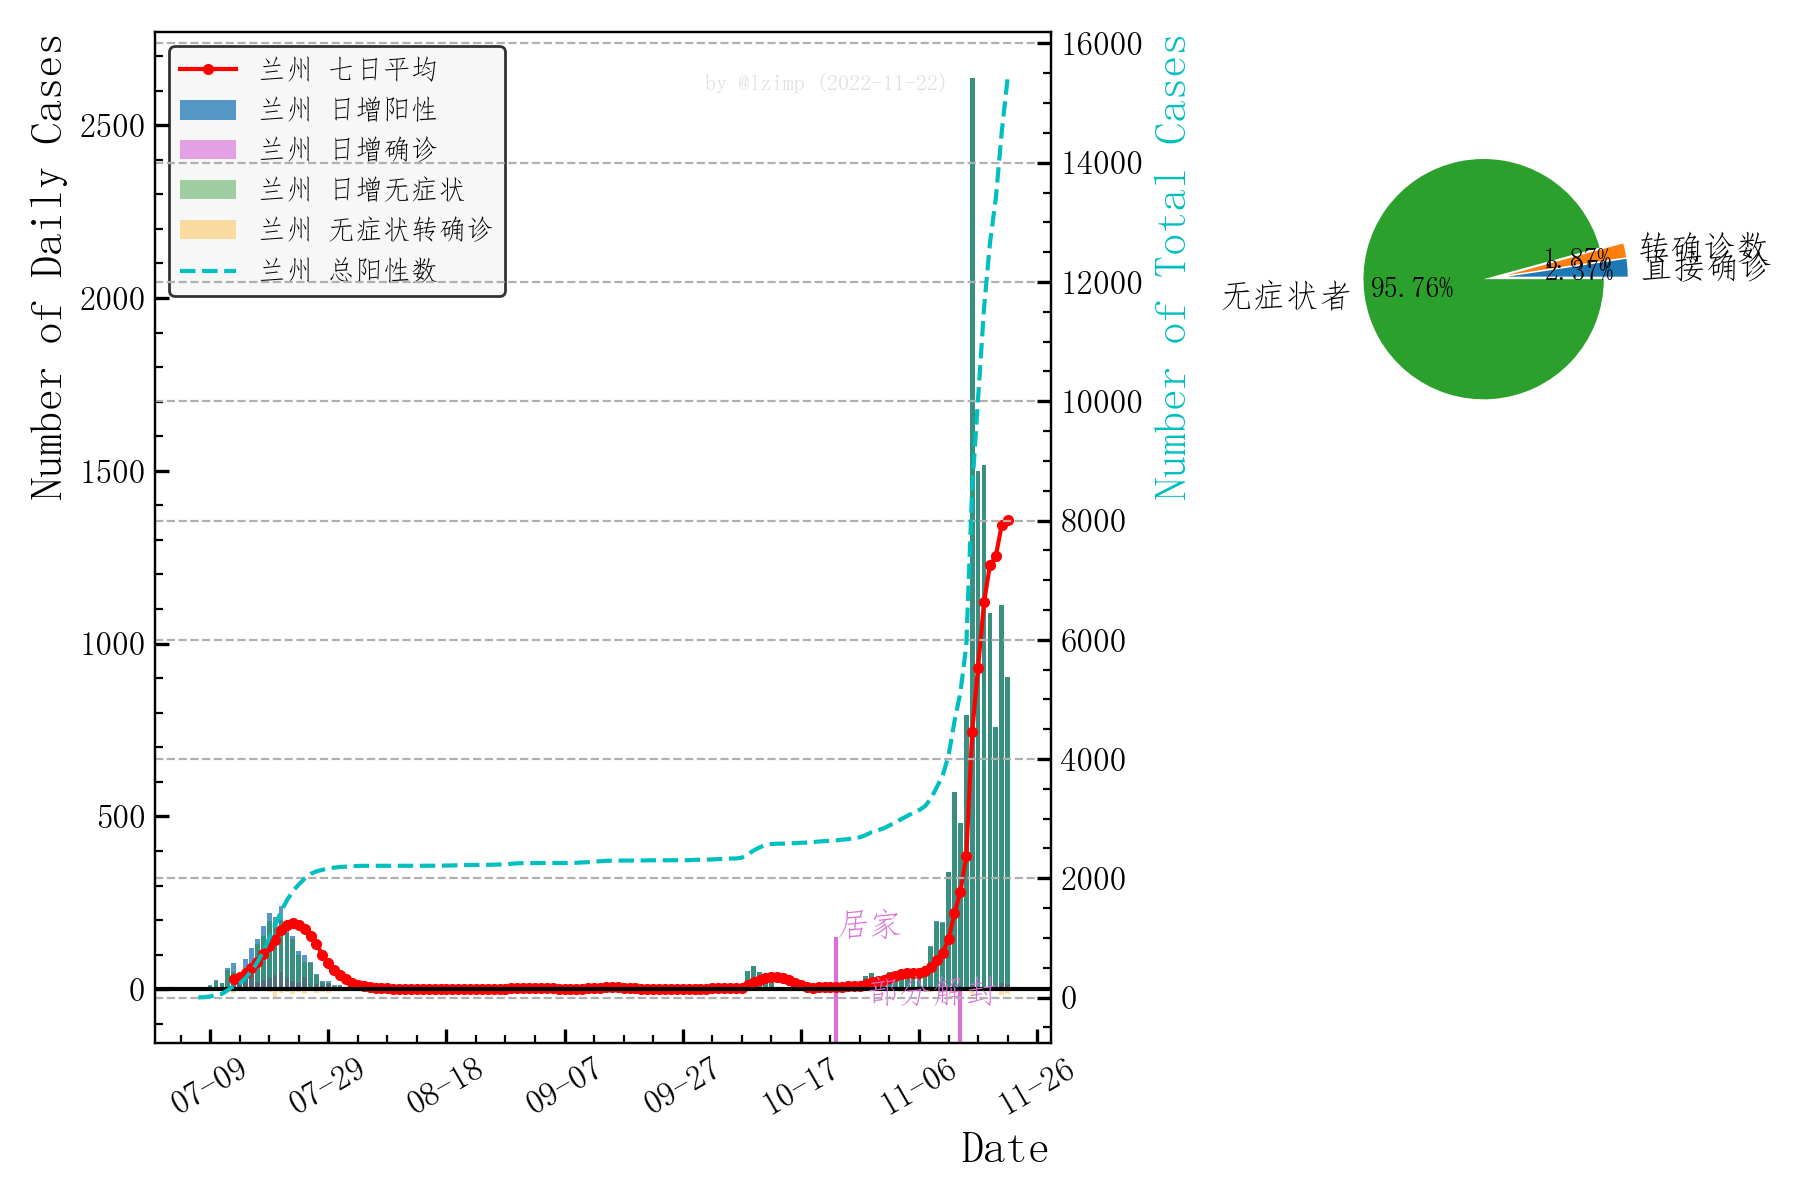 Number of Daily Cases
2500
2000
1500
1000
500
0
兰州 七日平均
兰州 日增阳性
兰州 日增确诊
兰州 日增无症状
兰州 无症状转确诊
兰州 总阳性数
by @lzimp (2022-11-22)
居家
部分解封
07-09
07-29
08-18
09-07
09-27
10-17
11-06
11-26
Date
16000
14000
12000
10000
8000
6000
4000
2000
0
Number of Total Cases
转确诊数
1.87%
直接确诊
2.37%
无症状者
95.76%